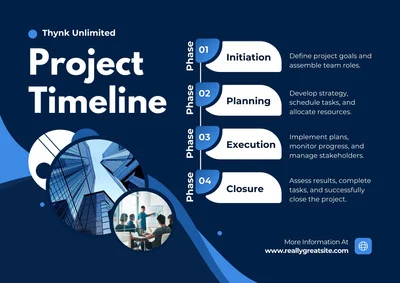 Thynk Unlimited
Project
Timeline
Phase
01
Initiation
Define project goals and
assemble team roles.
Phase
02
Planning
Develop strategy,
schedule tasks, and
allocate resources.
Phase
03
Execution
Implement plans,
monitor progress, and
manage stakeholders.
Phase
04
Closure
Assess results, complete
tasks, and successfully
close the project.
More Information At
www.reallygreatsite.com